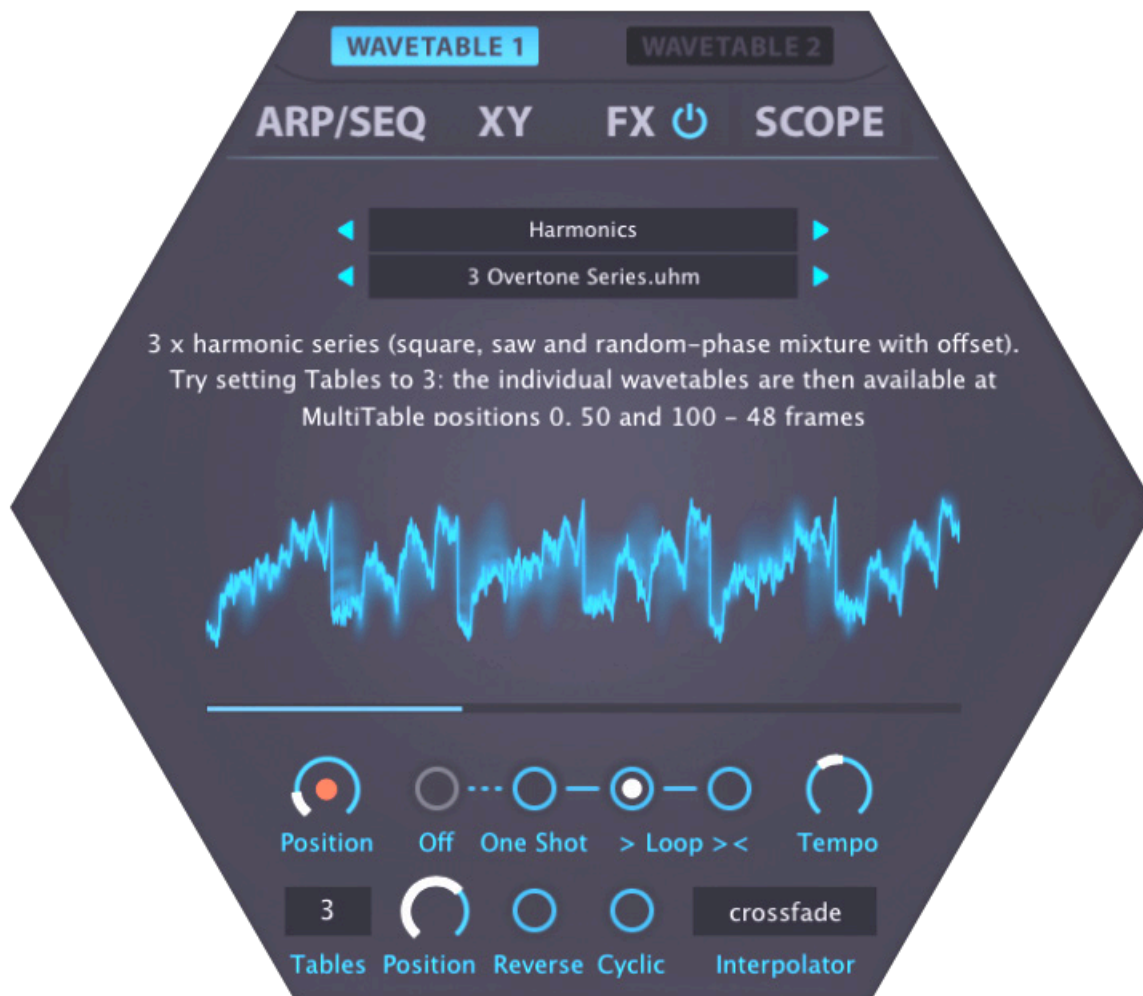 WAVETABLE 1 WAVETABLE 2
ARP/SEQ XY FX SCOPE
Harmonics
3 Overtone Series.uhm
3 x harmonic series (square, saw and random-phase mixture with offset).
Try setting Tables to 3: the individual wavetables are then available at
MultiTable positions 0, 50 and 100 - 48 frames
Position Off One Shot > Loop > < Tempo
3 crossfade
Tables Position Reverse Cyclic Interpolator